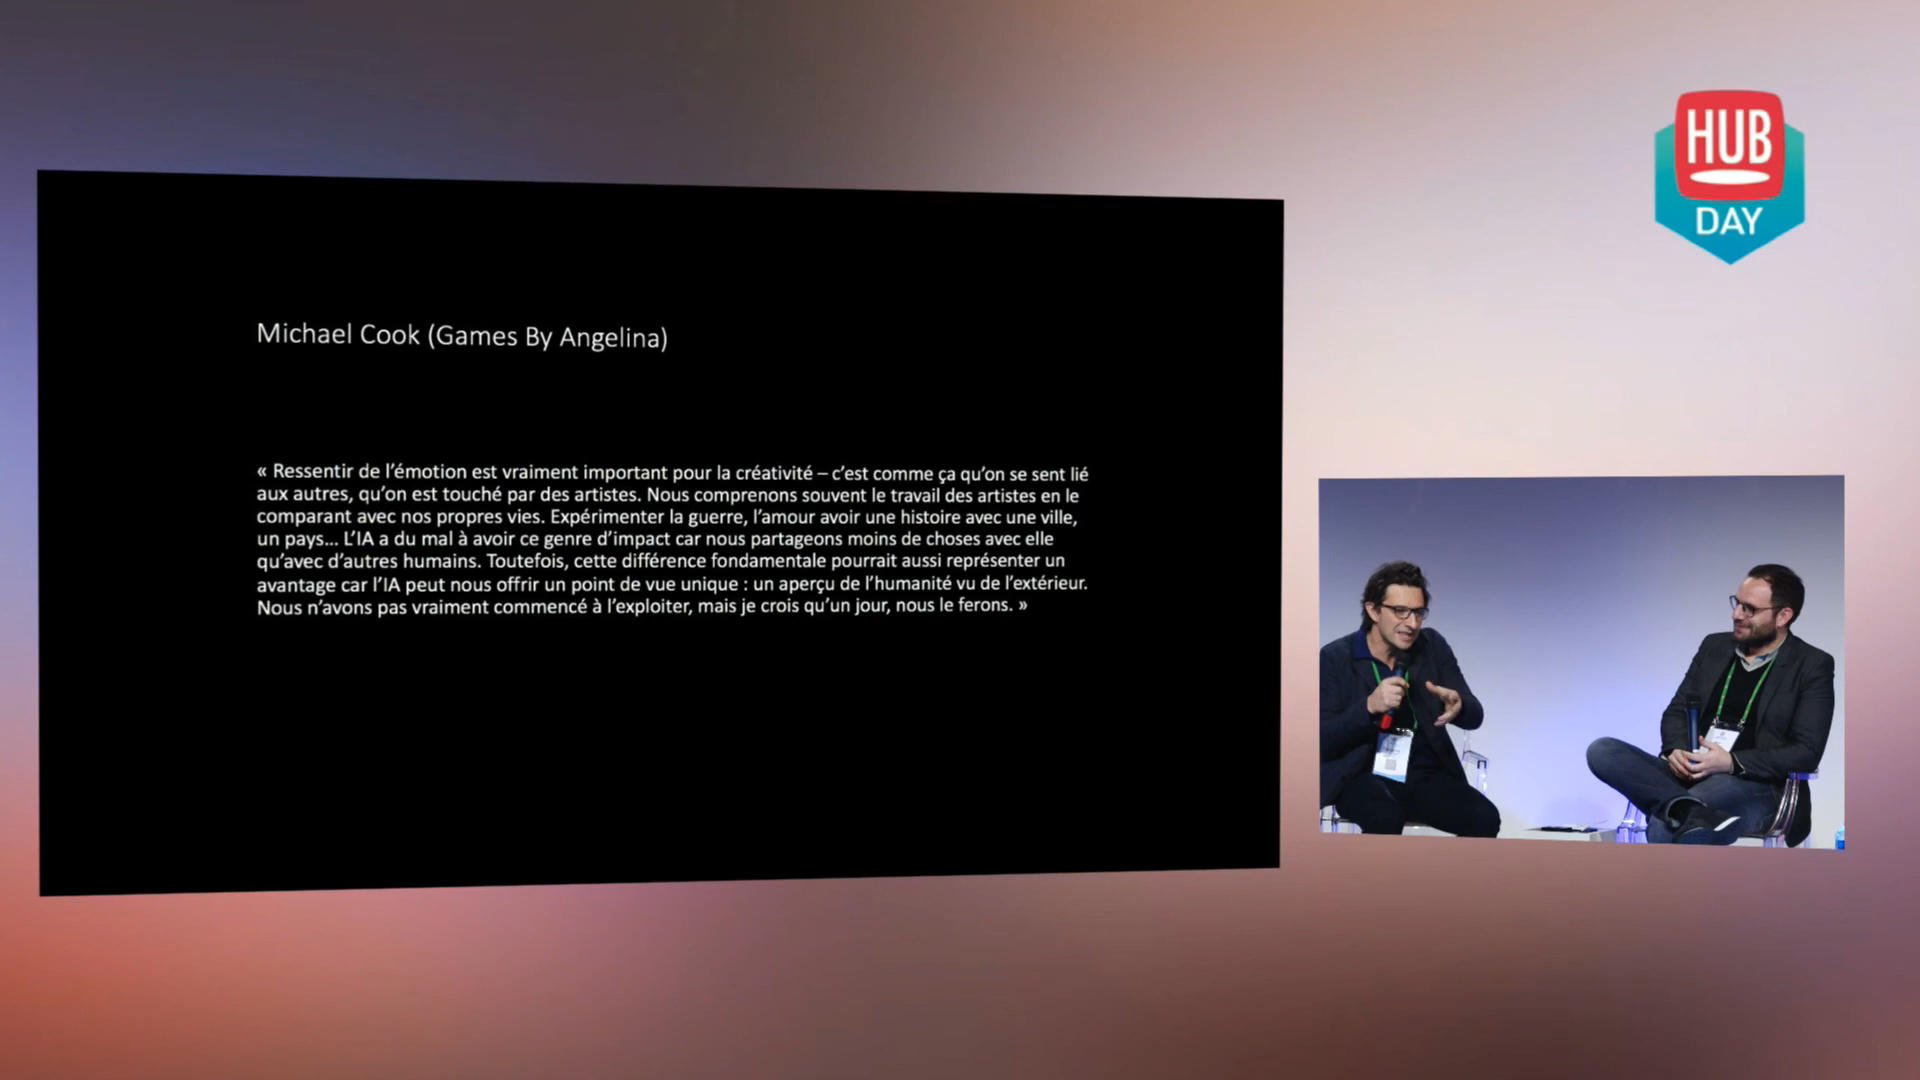 HUB
DAY
Michael Cook (Games By Angelina)
« Ressentir de l’émotion est vraiment important pour la créativité – c’est comme ça qu’on se sent lié
aux autres, qu’on est touché par des artistes. Nous comprenons souvent le travail des artistes en le
comparant avec nos propres vies. Expérimenter la guerre, l’amour avoir une histoire avec une ville,
un pays... L’IA a du mal à avoir ce genre d’impact car nous partageons moins de choses avec elle
qu’avec d’autres humains. Toutefois, cette différence fondamentale pourrait aussi représenter un
avantage car l’IA peut nous offrir un point de vue unique : un aperçu de l’humanité vu de l’extérieur.
Nous n’avons pas vraiment commencé à l’exploiter, mais je crois qu’un jour, nous le ferons. »